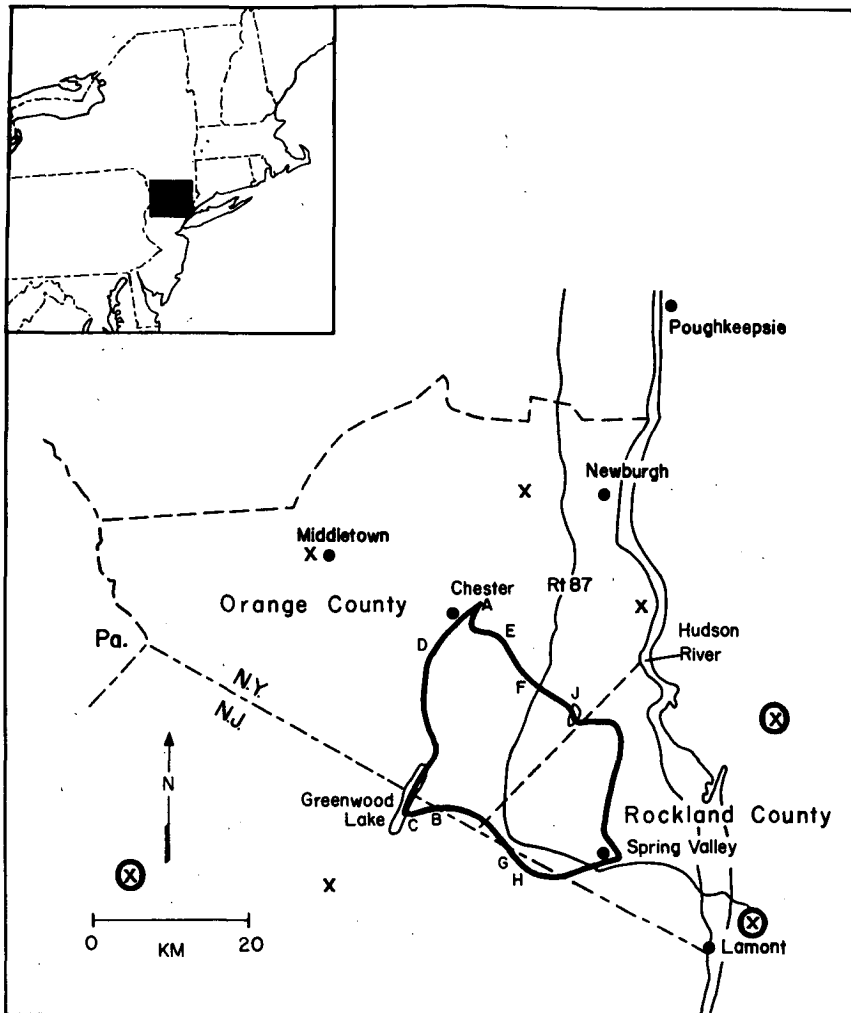 Poughkeepsie
Newburgh
X
Middletown
X
Rt 87
Chester
A
X
Orange County
E
Hudson
River
Pa.
D
N.Y.
N.J.
F
J
X
N
Greenwood
Lake
C
B
Rockland County
Spring Valley
G
H
X
X
X
0
20
KM
Lamont